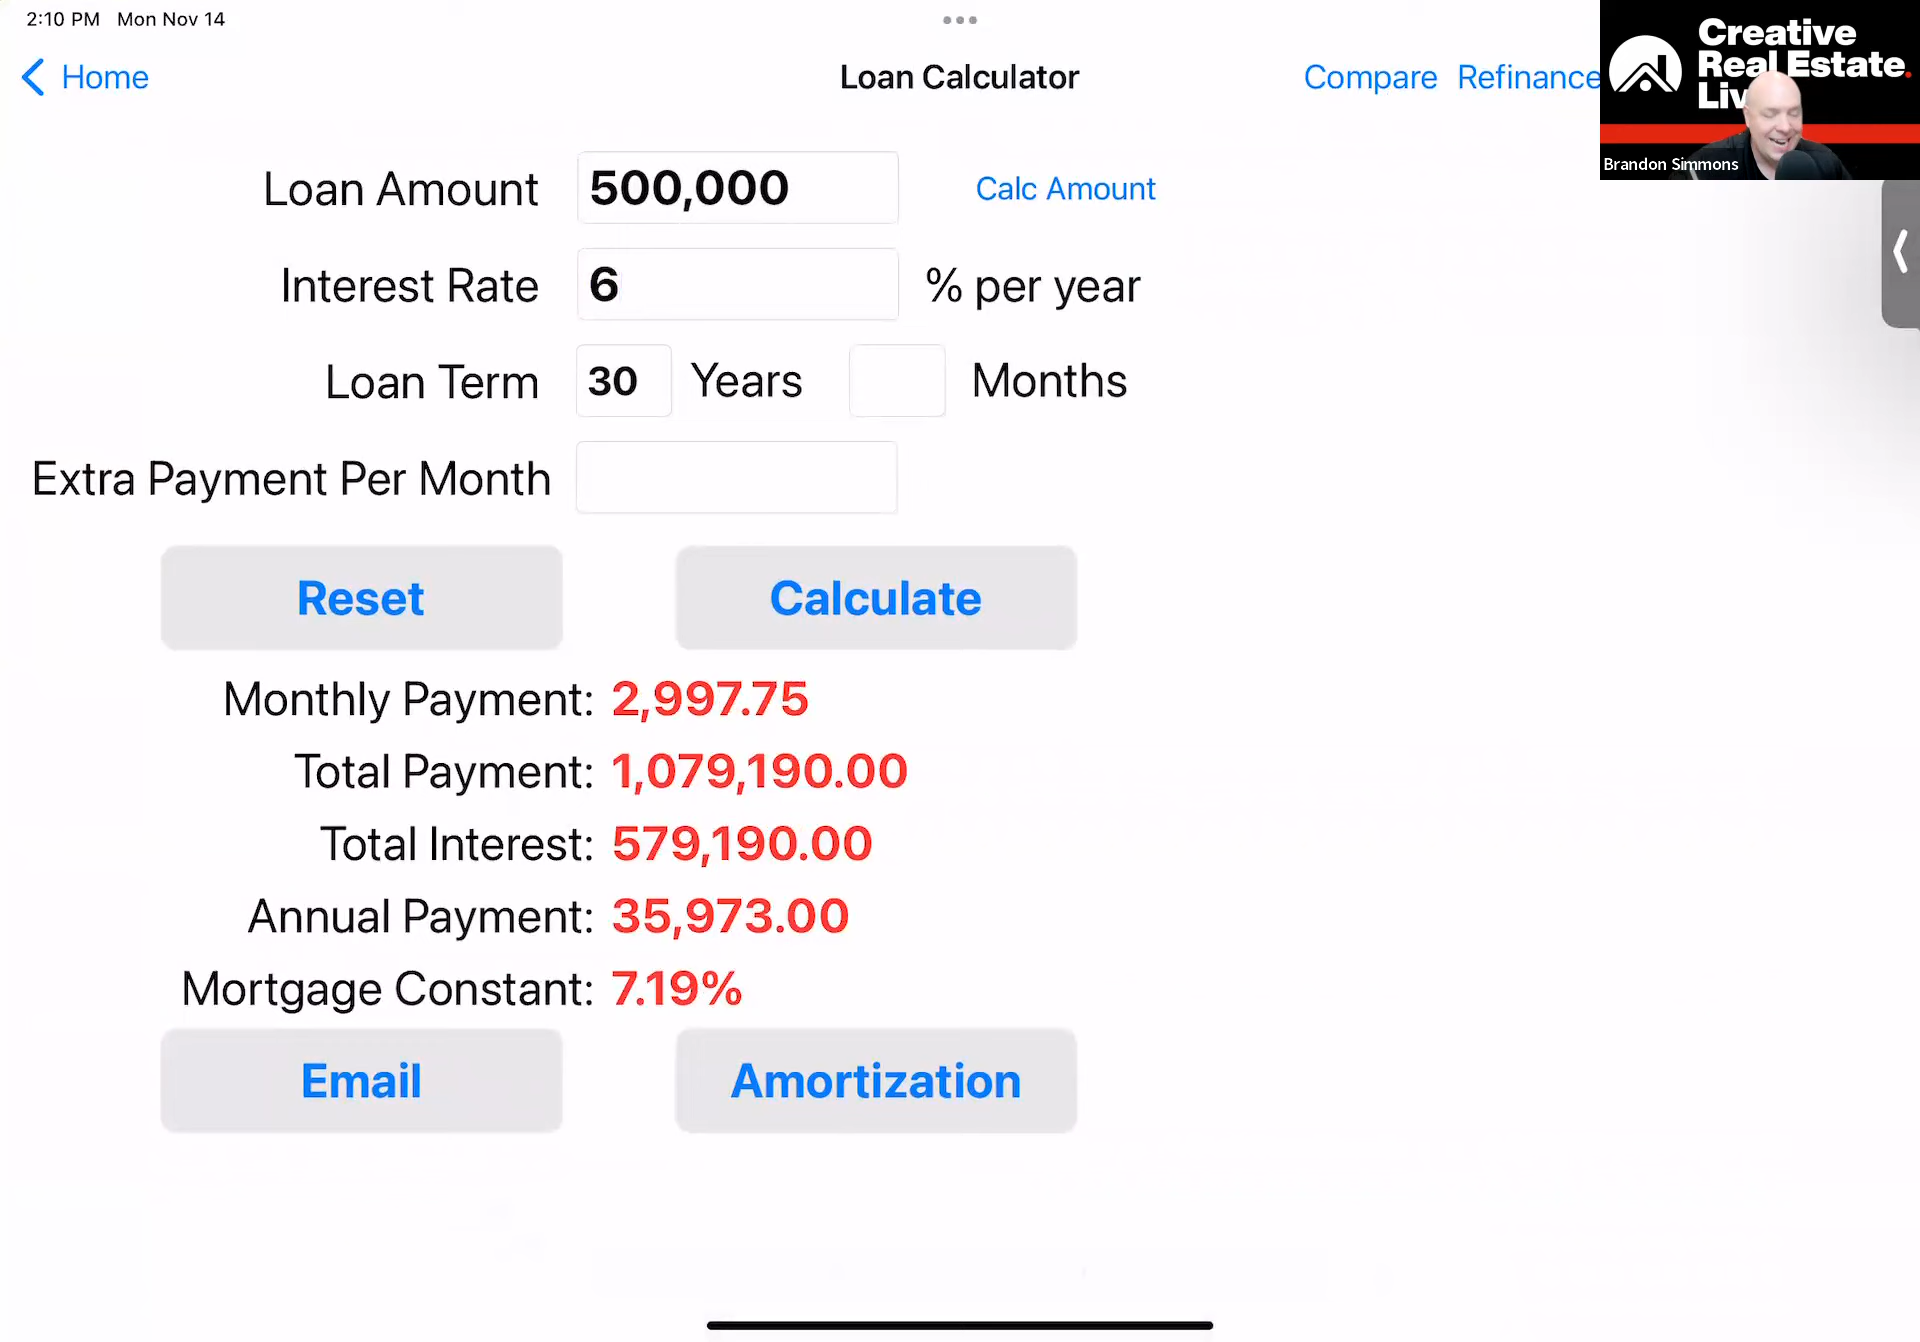 2:10 PM Mon Nov 14
Home
Loan Calculator
Compare
Refinance
Creative
Real Estate.
Liv
Brandon Simmons
Loan Amount 500,000 Calc Amount
Interest Rate 6 % per year
Loan Term 30 Years Months
Extra Payment Per Month
Reset
Calculate
Monthly Payment: 2,997.75
Total Payment: 1,079,190.00
Total Interest: 579,190.00
Annual Payment: 35,973.00
Mortgage Constant: 7.19%
Email
Amortization